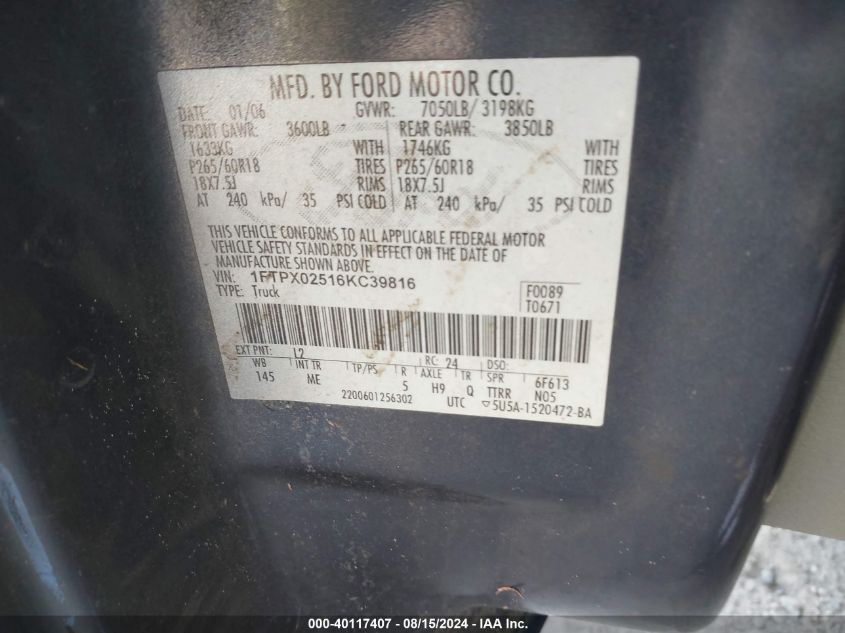 MFD. BY FORD MOTOR CO.
DATE: 01/06 GVWR: 7050LB/ 3198KG
FRONT GAWR: 3600LB REAR GAWR: 3850LB
1633KG WITH 1746KG WITH
P265/60R18 TIRES P265/60R18 TIRES
18X7.5J RIMS 18X7.5J RIMS
AT 240 kPa/ 35 PSI COLD AT 240 kPa/ 35 PSI COLD
THIS VEHICLE CONFORMS TO ALL APPLICABLE FEDERAL MOTOR
VEHICLE SAFETY STANDARDS IN EFFECT ON THE DATE OF
MANUFACTURE SHOWN ABOVE.
VIN: 1FTPX02516KC39816 F0089
TYPE: Truck T0671
EXT PNT: L2 RC: 24 DSO:
WB INT TR TP/PS R AXLE TR SPR 6F613
145 ME 5 H9 Q TTRR N05
2200601256302 UTC ▽5U5A-1520472-BA
000-40117407 - 08/15/2024 - IAA, Inc.